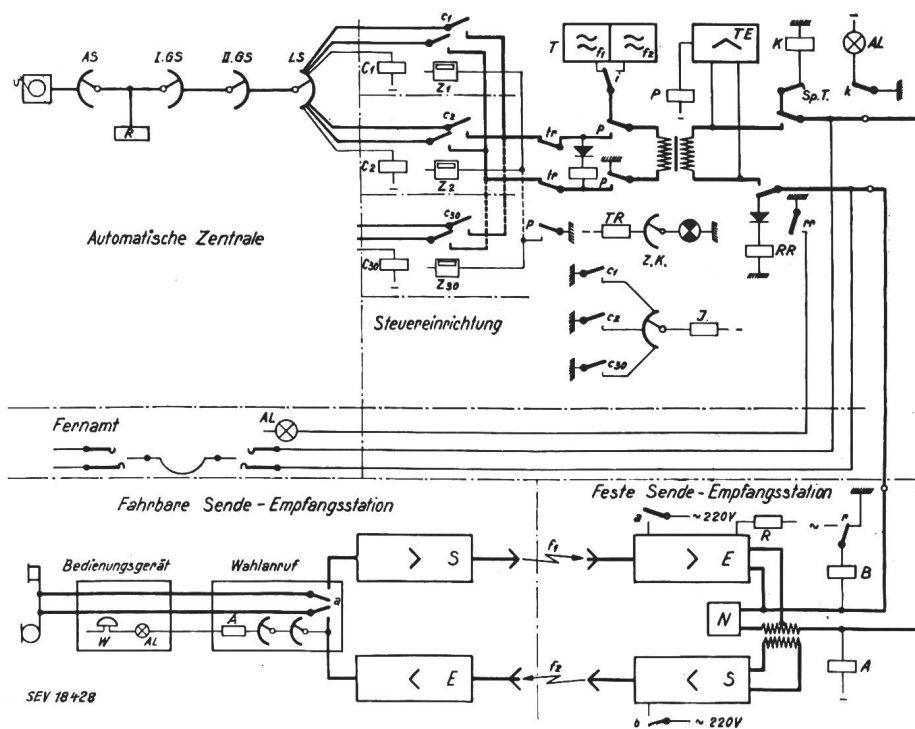 c1
T
f1
f2
TE
K
AL
AS
I.GS
II.GS
LS
C1
Z1
i
P
Sp.T.
k
R
c2
tr
p
C2
Z2
tr
p
Automatische Zentrale
c30
p
TR
Z.K.
rr
RR
C30
Z30
c1
Steuereinrichtung
c2
J.
c30
Fernamt
AL
Fahrbare Sende-Empfangsstation
Feste Sende-Empfangsstation
a
~ 220V
R
~
r
Bedienungsgerät
Wahlanruf
S
f1
E
B
a
A
W
AL
N
E
f2
S
A
SEV 18428
b
~ 220V